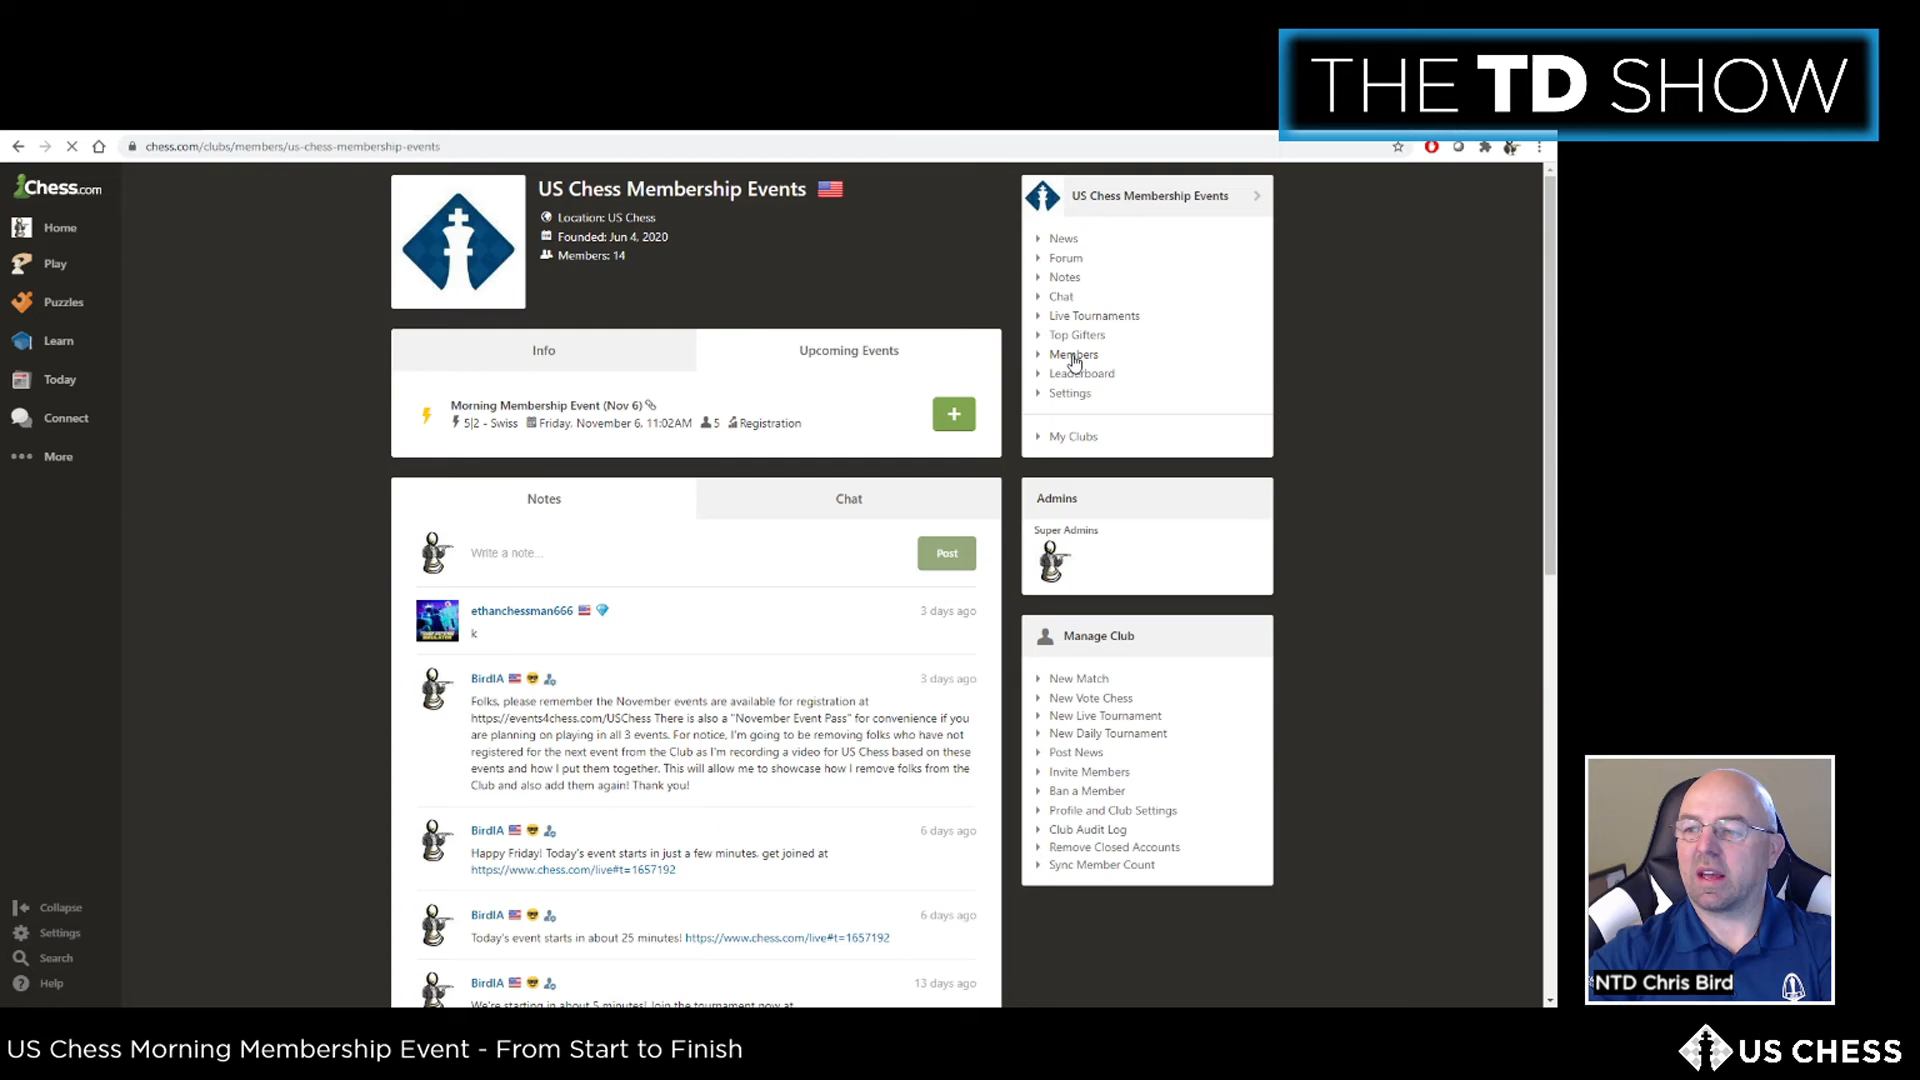 THE TD SHOW
chess.com/clubs/members/us-chess-membership-events
Chess.com
Home
Play
Puzzles
Learn
Today
Connect
More
Collapse
Settings
Search
Help
US Chess Membership Events
Location: US Chess
Founded: Jun 4, 2020
Members: 14
Info
Upcoming Events
Morning Membership Event (Nov 6)
5|2 - Swiss Friday, November 6, 11:02AM 5 Registration
+
Notes
Chat
Write a note...
Post
ethanchessman666
3 days ago
k
BirdIA
3 days ago
Folks, please remember the November events are available for registration at
https://events4chess.com/USChess There is also a "November Event Pass" for convenience if you
are planning on playing in all 3 events. For notice, I'm going to be removing folks who have not
registered for the next event from the Club as I'm recording a video for US Chess based on these
events and how I put them together. This will allow me to showcase how I remove folks from the
Club and also add them again! Thank you!
BirdIA
6 days ago
Happy Friday! Today's event starts in just a few minutes, get joined at
https://www.chess.com/live#t=1657192
BirdIA
6 days ago
Today's event starts in about 25 minutes! https://www.chess.com/live#t=1657192
BirdIA
13 days ago
We're starting in about 5 minutes! Join the tournament now at
US Chess Membership Events
News
Forum
Notes
Chat
Live Tournaments
Top Gifters
Members
Leaderboard
Settings
My Clubs
Admins
Super Admins
Manage Club
New Match
New Vote Chess
New Live Tournament
New Daily Tournament
Post News
Invite Members
Ban a Member
Profile and Club Settings
Club Audit Log
Remove Closed Accounts
Sync Member Count
NTD Chris Bird
US Chess Morning Membership Event - From Start to Finish
US CHESS